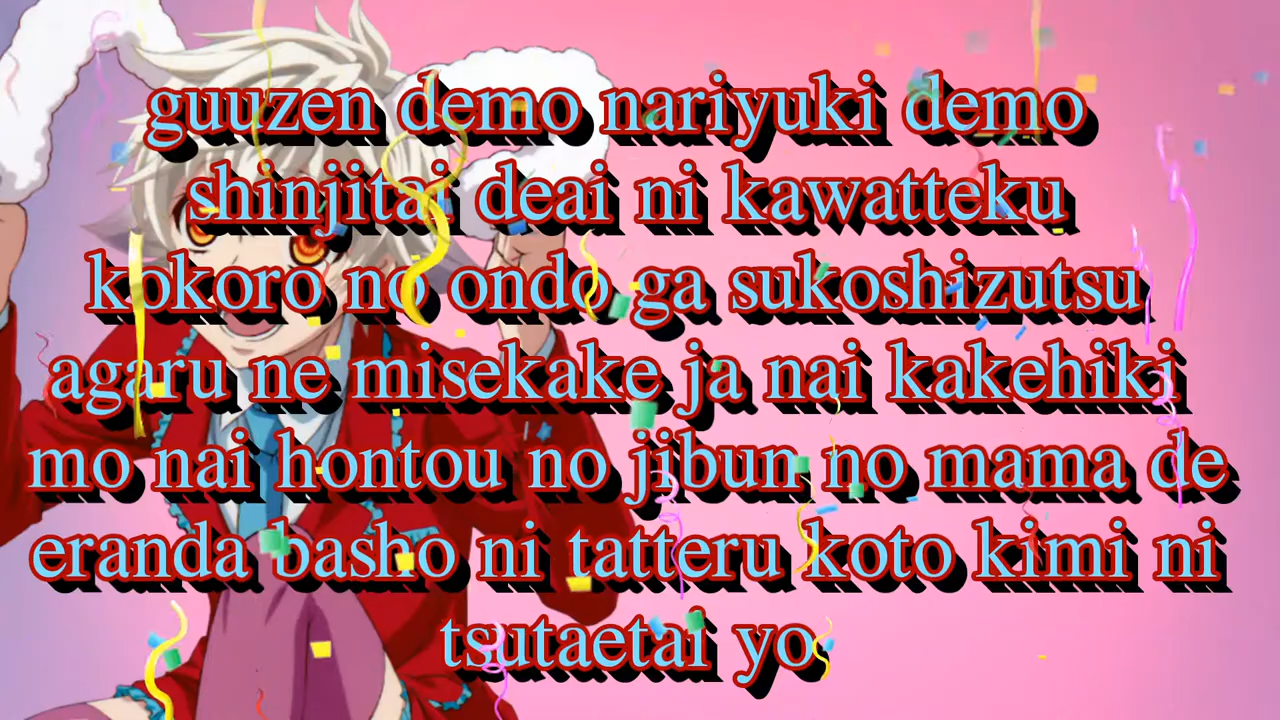 guuzen demo nariyuki demo
shinjitai deai ni kawatteku
kokoro no ondo ga sukoshizutsu
agaru ne misekake ja nai kakehiki
mo nai hontou no jibun no mama de
eranda basho ni tatteru koto kimi ni
tsutaetai yo